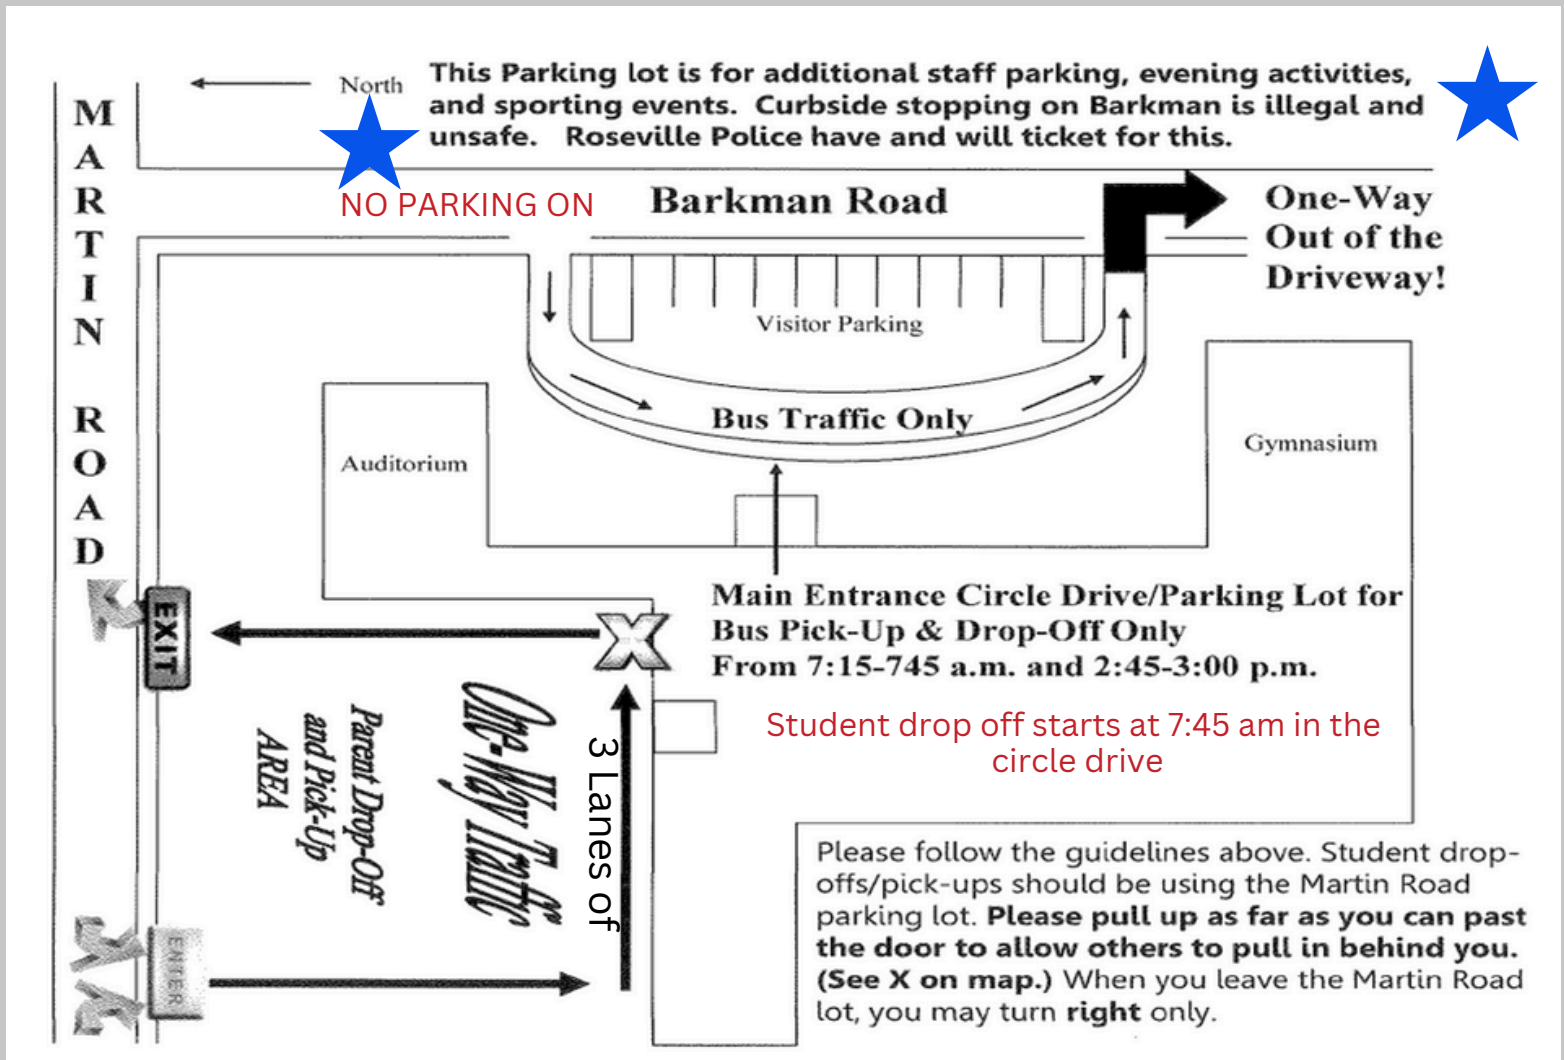 North
This Parking lot is for additional staff parking, evening activities,
and sporting events. Curbside stopping on Barkman is illegal and
unsafe. Roseville Police have and will ticket for this.
MARTIN ROAD
NO PARKING ON
Barkman Road
One-Way
Out of the
Driveway!
Visitor Parking
Bus Traffic Only
Auditorium
Gymnasium
EXIT
X
Main Entrance Circle Drive/Parking Lot for
Bus Pick-Up & Drop-Off Only
From 7:15-745 a.m. and 2:45-3:00 p.m.
Student drop off starts at 7:45 am in the
circle drive
3 Lanes of
One-Way Traffic
Parent Drop-Off
and Pick-Up
AREA
ENTER
Please follow the guidelines above. Student drop-
offs/pick-ups should be using the Martin Road
parking lot. Please pull up as far as you can past
the door to allow others to pull in behind you.
(See X on map.) When you leave the Martin Road
lot, you may turn right only.